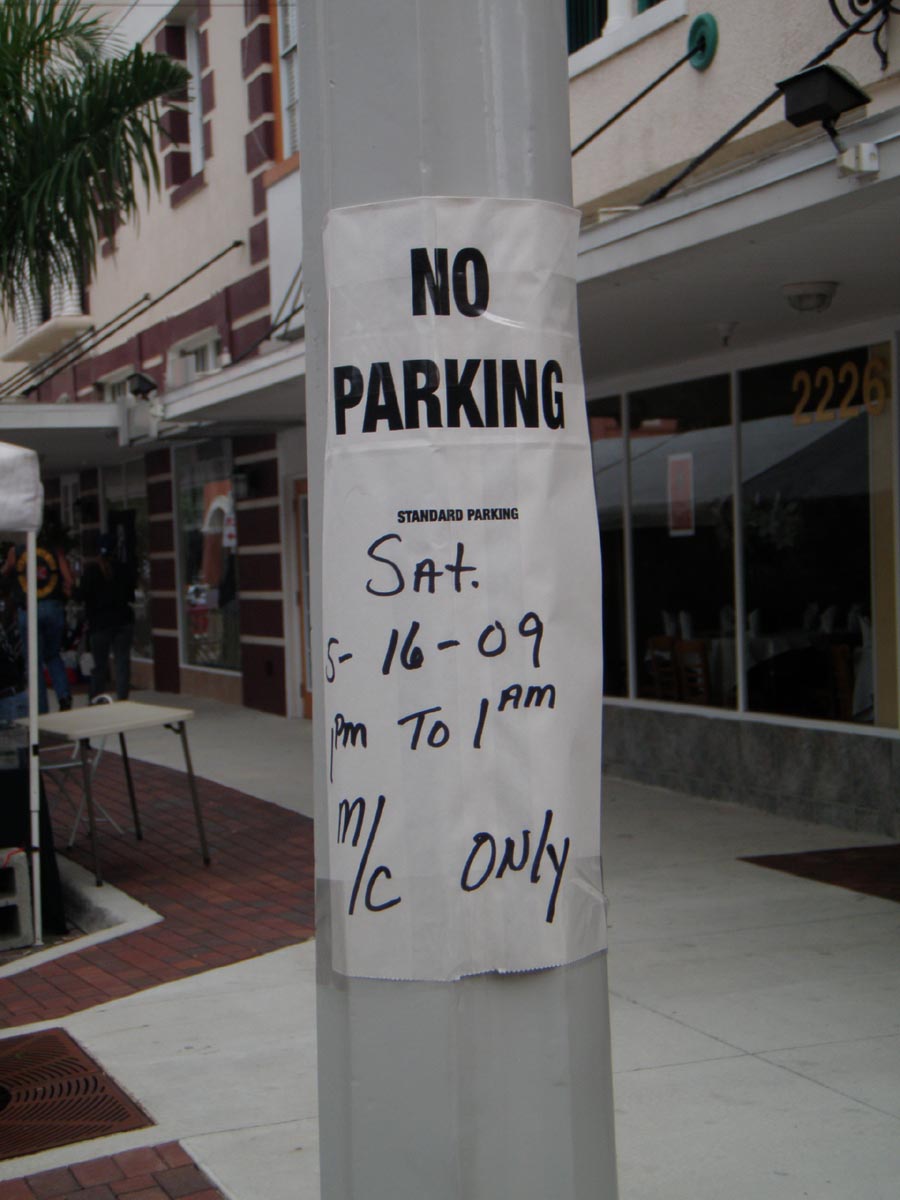 NO
PARKING
STANDARD PARKING
SAt.
5-16-09
1PM TO 1AM
M/C ONly
2226